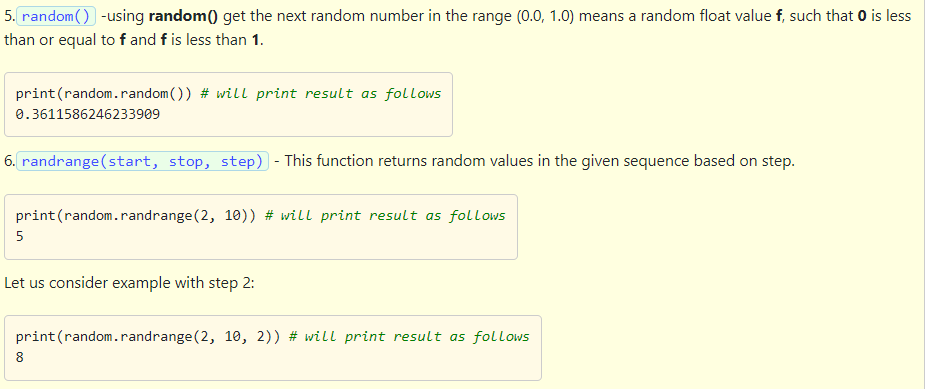 5. random() -using random() get the next random number in the range (0.0, 1.0) means a random float value f, such that 0 is less
than or equal to f and f is less than 1.
print(random.random()) # will print result as follows
0.3611586246233909
6. randrange(start, stop, step) - This function returns random values in the given sequence based on step.
print(random.randrange(2, 10)) # will print result as follows
5
Let us consider example with step 2:
print(random.randrange(2, 10, 2)) # will print result as follows
8